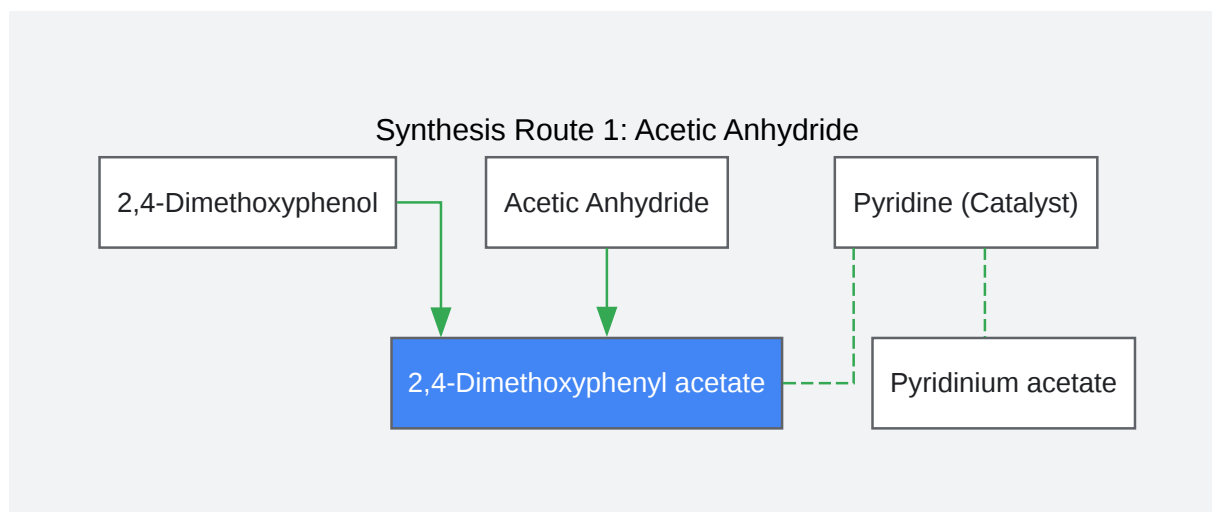 Synthesis Route 1: Acetic Anhydride
2,4-Dimethoxyphenol
Acetic Anhydride
Pyridine (Catalyst)
2,4-Dimethoxyphenyl acetate
Pyridinium acetate